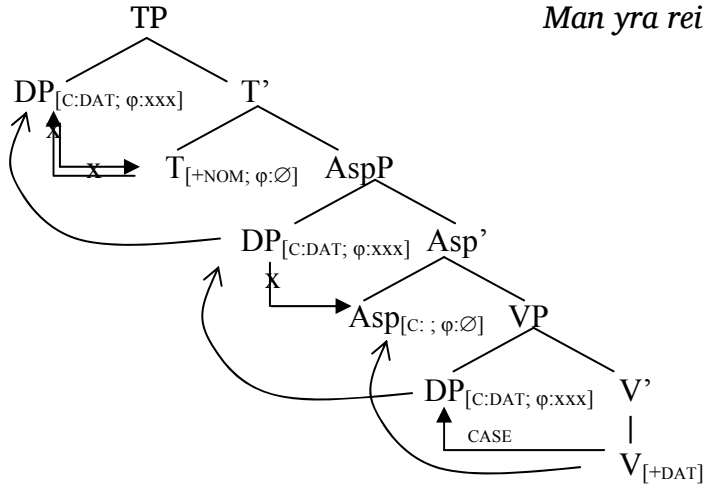 TP
Man yra rei
DP[C:DAT; φ:xxx] T’
x
x T[+NOM; φ:∅] AspP
DP[C:DAT; φ:xxx] Asp’
x
Asp[C: ; φ:∅] VP
DP[C:DAT; φ:xxx] V’
CASE
V[+DAT]